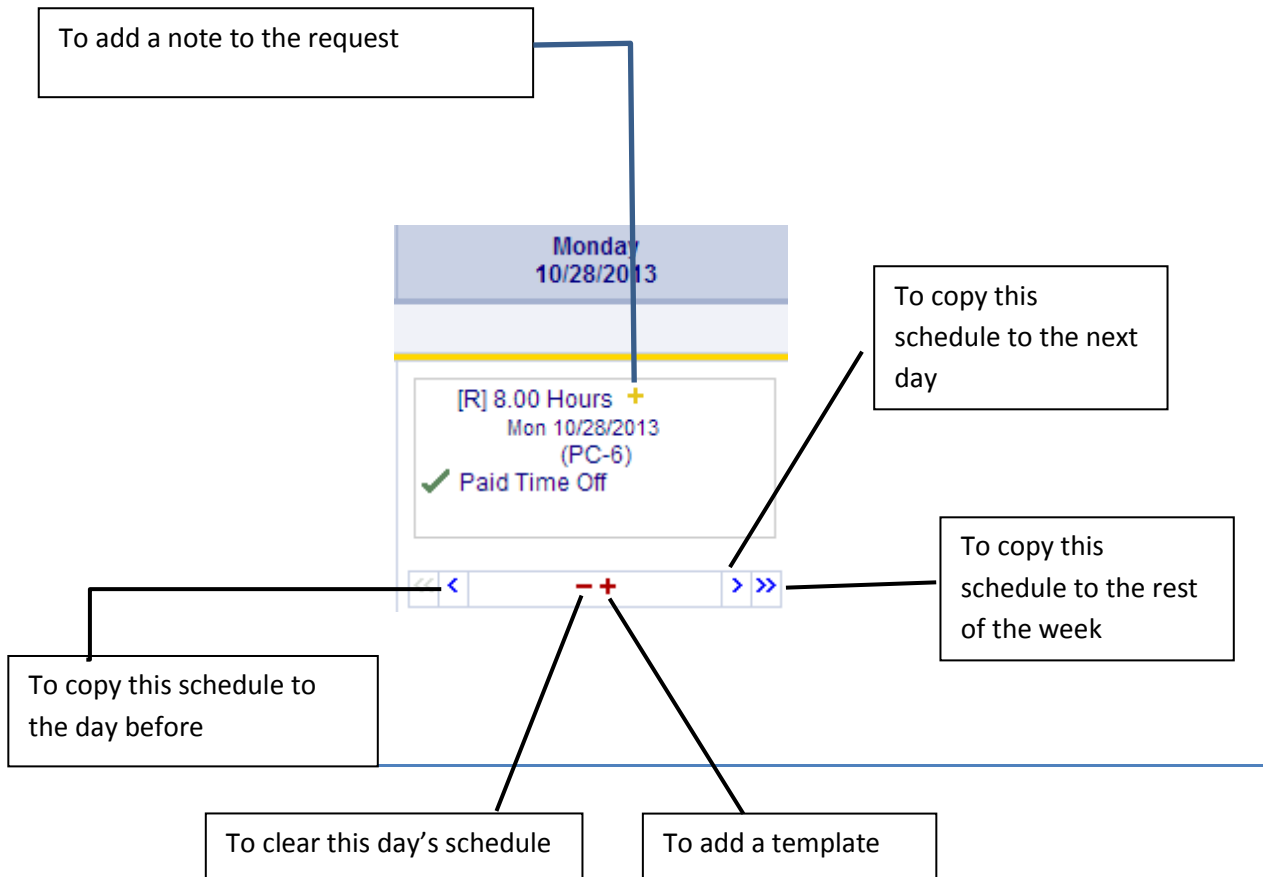 To add a note to the request
Monday
10/28/2013
To copy this
schedule to the next
day
[R] 8.00 Hours +
Mon 10/28/2013
(PC-6)
✓ Paid Time Off
To copy this
schedule to the rest
of the week
<< < − + > >>
To copy this schedule to
the day before
To clear this day’s schedule
To add a template